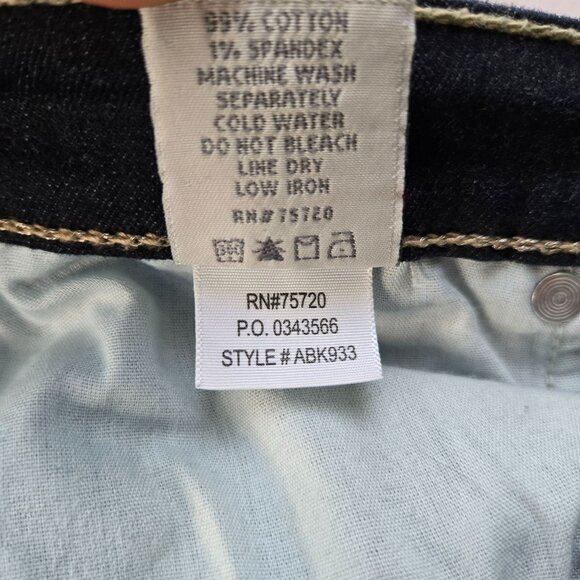 99% COTTON
1% SPANDEX
MACHINE WASH
SEPARATELY
COLD WATER
DO NOT BLEACH
LINE DRY
LOW IRON
RN# 75720
RN#75720
P.O. 0343566
STYLE # ABK933